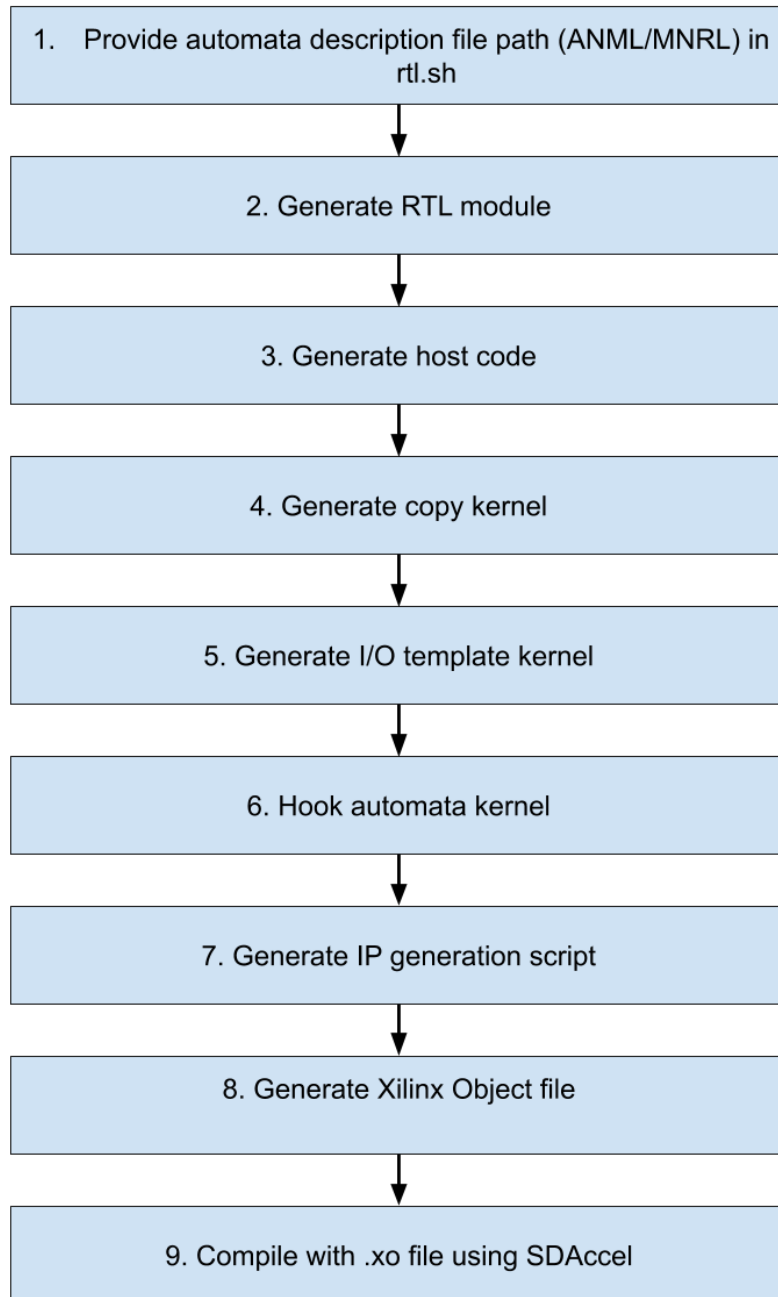 1. Provide automata description file path (ANML/MNRL) in
rtl.sh
2. Generate RTL module
3. Generate host code
4. Generate copy kernel
5. Generate I/O template kernel
6. Hook automata kernel
7. Generate IP generation script
8. Generate Xilinx Object file
9. Compile with .xo file using SDAccel